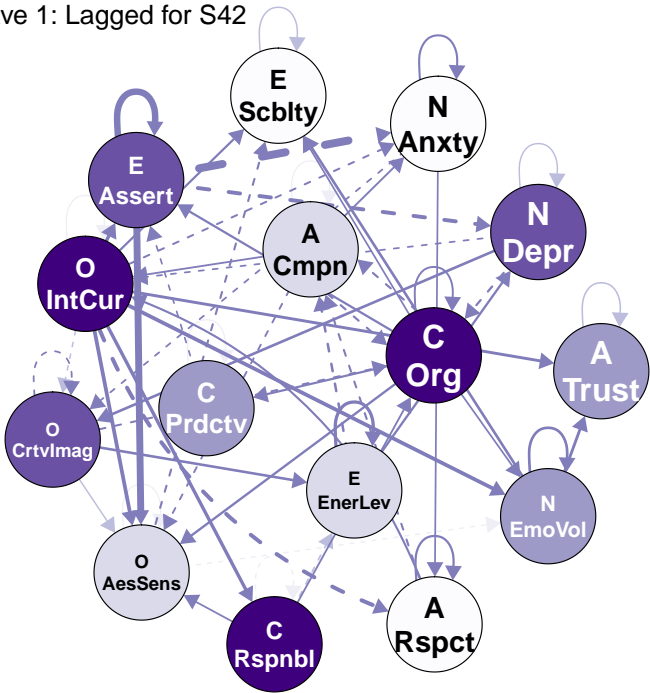 ve 1: Lagged for S42
E
Scblty
N
Anxty
E
Assert
N
Depr
A
Cmpn
O
IntCur
C
Org
A
Trust
C
Prdctv
O
CrtvImag
E
EnerLev
N
EmoVol
O
AesSens
A
Rspct
C
Rspnbl